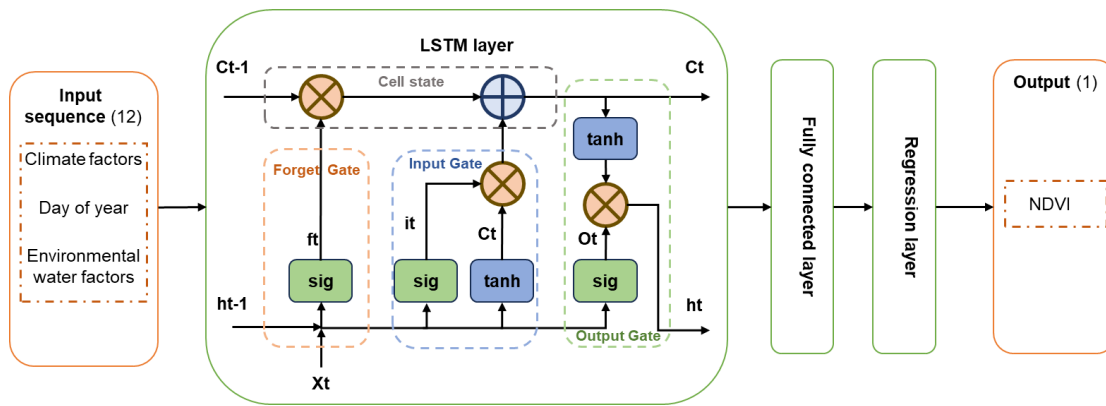 Input
sequence (12)
Climate factors
Day of year
Environmental
water factors
LSTM layer
Ct-1
Cell state
Ct
Forget Gate
Input Gate
tanh
ft
it
Ct
Ot
sig
sig
tanh
sig
ht-1
ht
Output Gate
Xt
Fully connected layer
Regression layer
Output (1)
NDVI